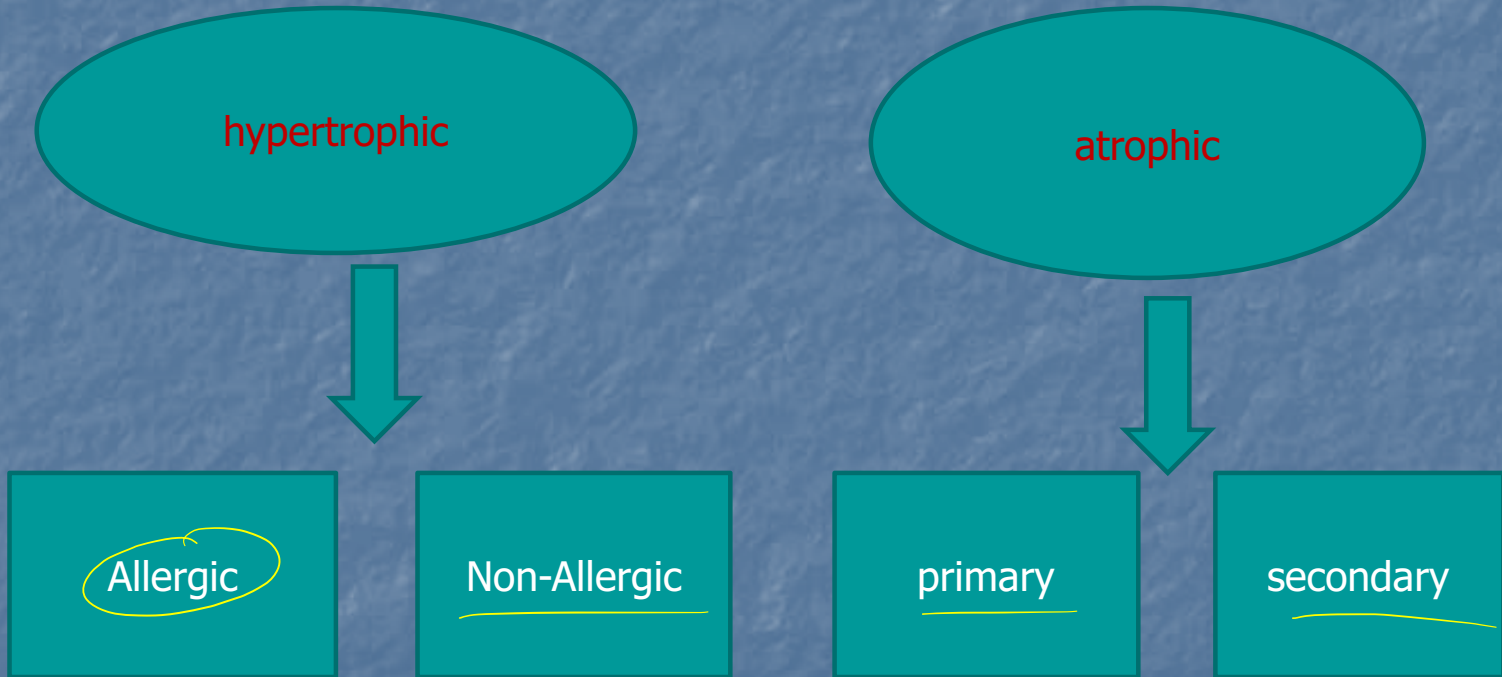 hypertrophic
atrophic
Allergic
Non-Allergic
primary
secondary